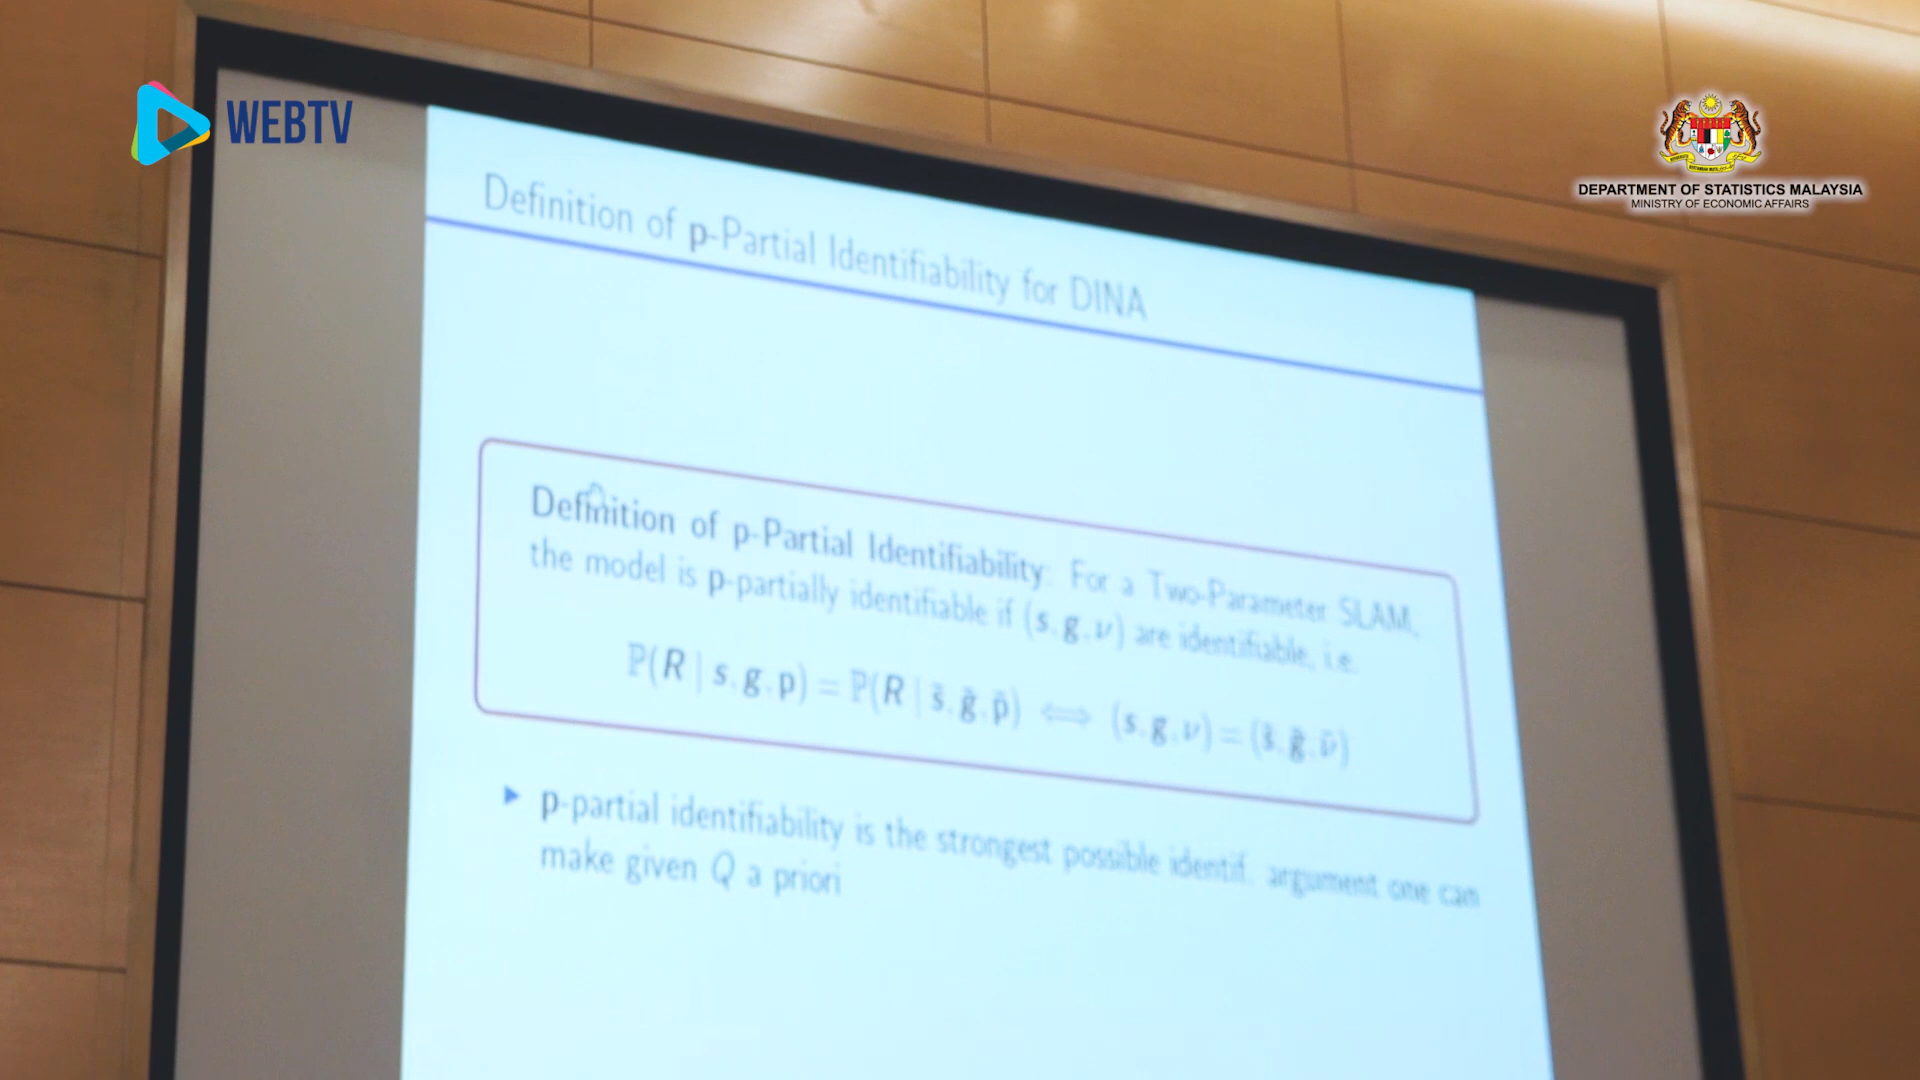 WEBTV
DEPARTMENT OF STATISTICS MALAYSIA
MINISTRY OF ECONOMIC AFFAIRS
Definition of p-Partial Identifiability for DINA
Definition of p-Partial Identifiability: For a Two-Parameter SLAM,
the model is p-partially identifiable if (s, g, ν) are identifiable, i.e.
ℙ(R | s, g, p) = ℙ(R | s̄, ḡ, p̄) ⟺ (s, g, ν) = (s̄, ḡ, ν̄)
▶ p-partial identifiability is the strongest possible identif. argument one can
make given Q a priori